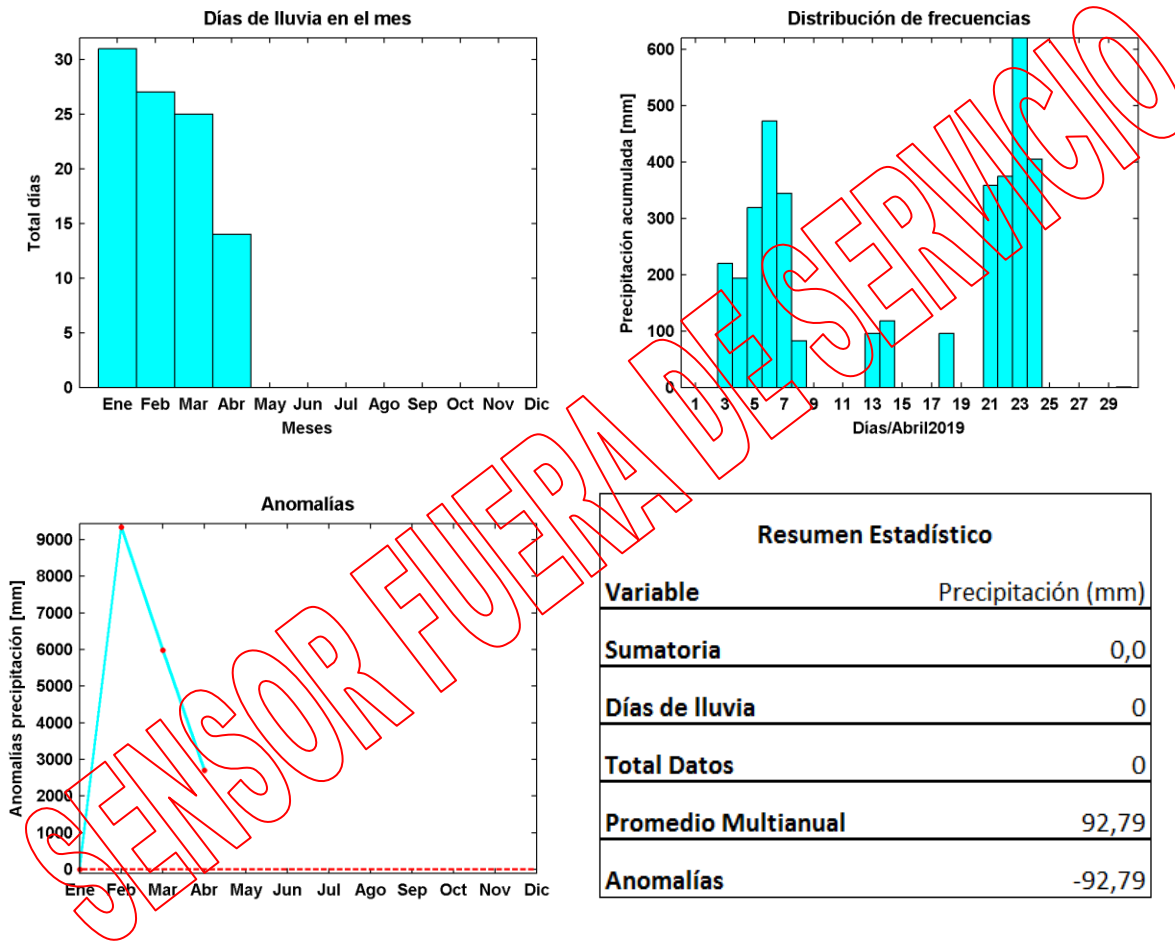 Días de lluvia en el mes
Total días
30
25
20
15
10
5
0
Ene Feb Mar Abr May Jun Jul Ago Sep Oct Nov Dic
Meses
Distribución de frecuencias
Precipitación acumulada [mm]
600
500
400
300
200
100
0
1 3 5 7 9 11 13 15 17 19 21 23 25 27 29
Días/Abril2019
Anomalías
Anomalías precipitación [mm]
9000
8000
7000
6000
5000
4000
3000
2000
1000
0
Ene Feb Mar Abr May Jun Jul Ago Sep Oct Nov Dic
Resumen Estadístico
Variable Precipitación (mm)
Sumatoria 0,0
Días de lluvia 0
Total Datos 0
Promedio Multianual 92,79
Anomalías -92,79
SENSOR FUERA DE SERVICIO